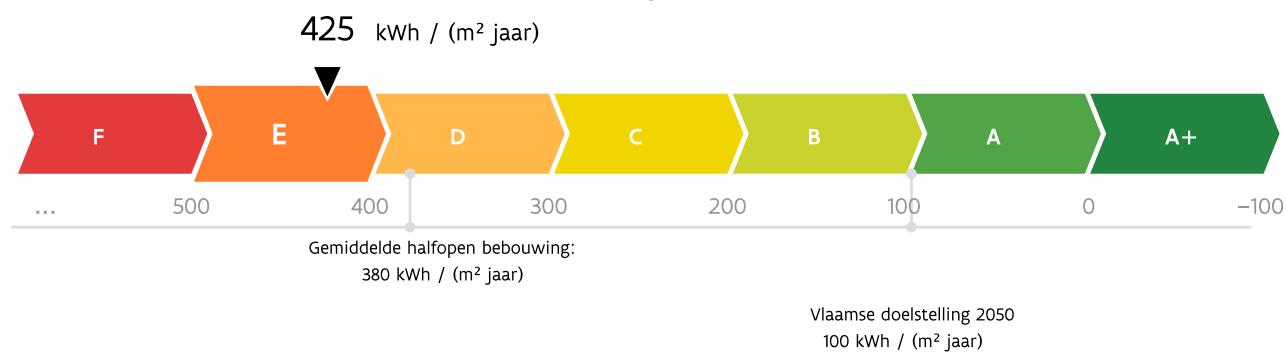 425 kWh / (m² jaar)
F E D C B A A+
... 500 400 300 200 100 0 −100
Gemiddelde halfopen bebouwing:
380 kWh / (m² jaar)
Vlaamse doelstelling 2050
100 kWh / (m² jaar)